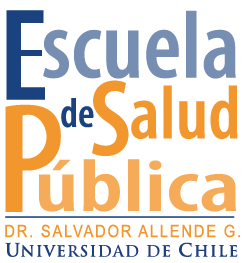 Escuela
de Salud
Pública
DR. SALVADOR ALLENDE G.
UNIVERSIDAD DE CHILE